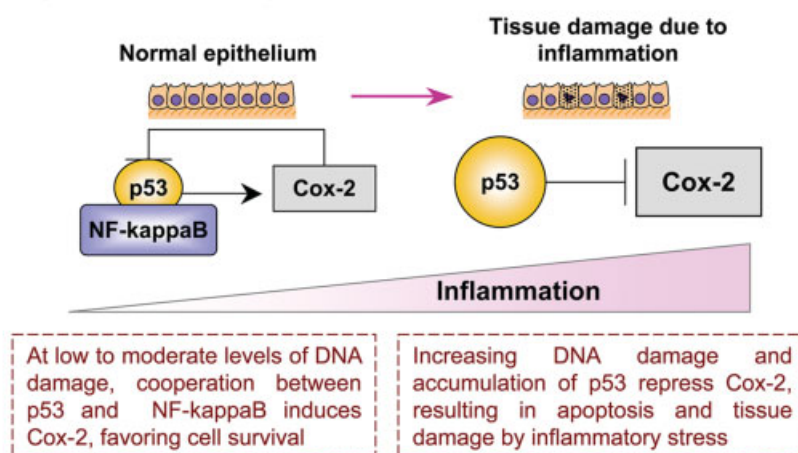 Normal epithelium
Tissue damage due to
inflammation
p53
Cox-2
NF-kappaB
p53
Cox-2
Inflammation
At low to moderate levels of DNA
damage, cooperation between
p53 and NF-kappaB induces
Cox-2, favoring cell survival
Increasing DNA damage and
accumulation of p53 repress Cox-2,
resulting in apoptosis and tissue
damage by inflammatory stress